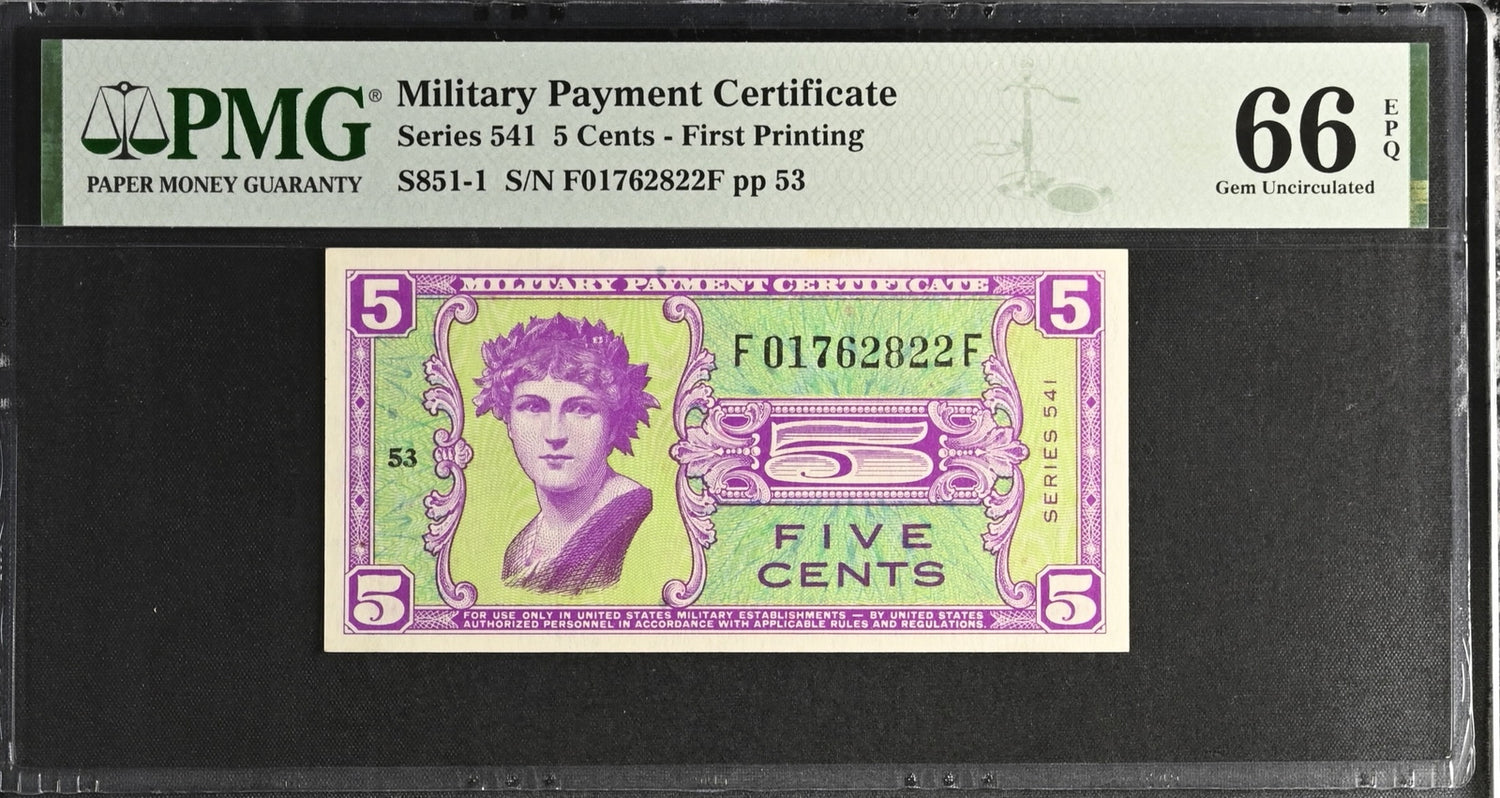 PMG®
PAPER MONEY GUARANTY
Military Payment Certificate
Series 541 5 Cents - First Printing
S851-1 S/N F01762822F pp 53
66
EPQ
Gem Uncirculated
5
MILITARY PAYMENT CERTIFICATE
5
F01762822F
53
5
SERIES 541
FIVE
CENTS
5
FOR USE ONLY IN UNITED STATES MILITARY ESTABLISHMENTS — BY UNITED STATES
AUTHORIZED PERSONNEL IN ACCORDANCE WITH APPLICABLE RULES AND REGULATIONS.
5